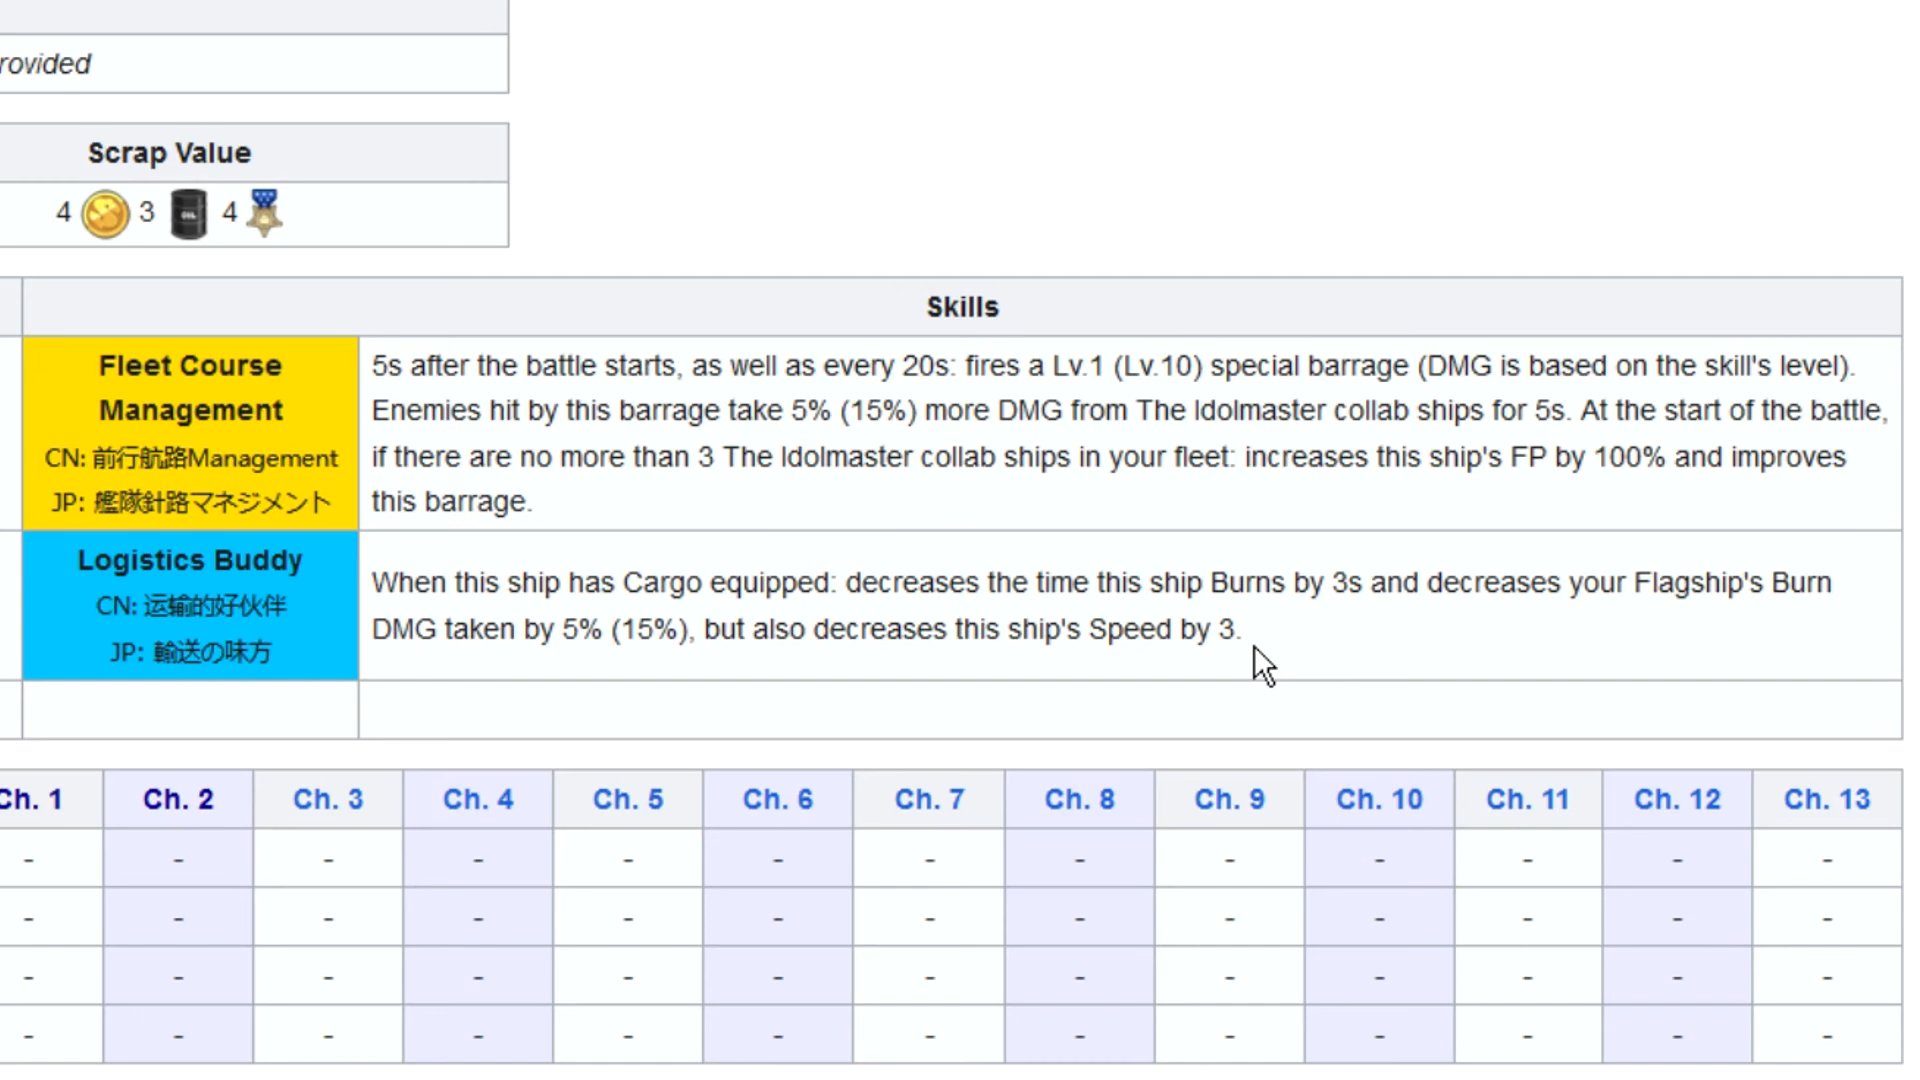 rovided
Scrap Value
4 3 OIL 4
Skills
Fleet Course
Management
CN: 前行航路Management
JP: 艦隊針路マネジメント
5s after the battle starts, as well as every 20s: fires a Lv.1 (Lv.10) special barrage (DMG is based on the skill's level).
Enemies hit by this barrage take 5% (15%) more DMG from The Idolmaster collab ships for 5s. At the start of the battle,
if there are no more than 3 The Idolmaster collab ships in your fleet: increases this ship's FP by 100% and improves
this barrage.
Logistics Buddy
CN: 运输的好伙伴
JP: 輸送の味方
When this ship has Cargo equipped: decreases the time this ship Burns by 3s and decreases your Flagship's Burn
DMG taken by 5% (15%), but also decreases this ship's Speed by 3.
Ch. 1 Ch. 2 Ch. 3 Ch. 4 Ch. 5 Ch. 6 Ch. 7 Ch. 8 Ch. 9 Ch. 10 Ch. 11 Ch. 12 Ch. 13
- - - - - - - - - - - - -
- - - - - - - - - - - - -
- - - - - - - - - - - - -
- - - - - - - - - - - - -